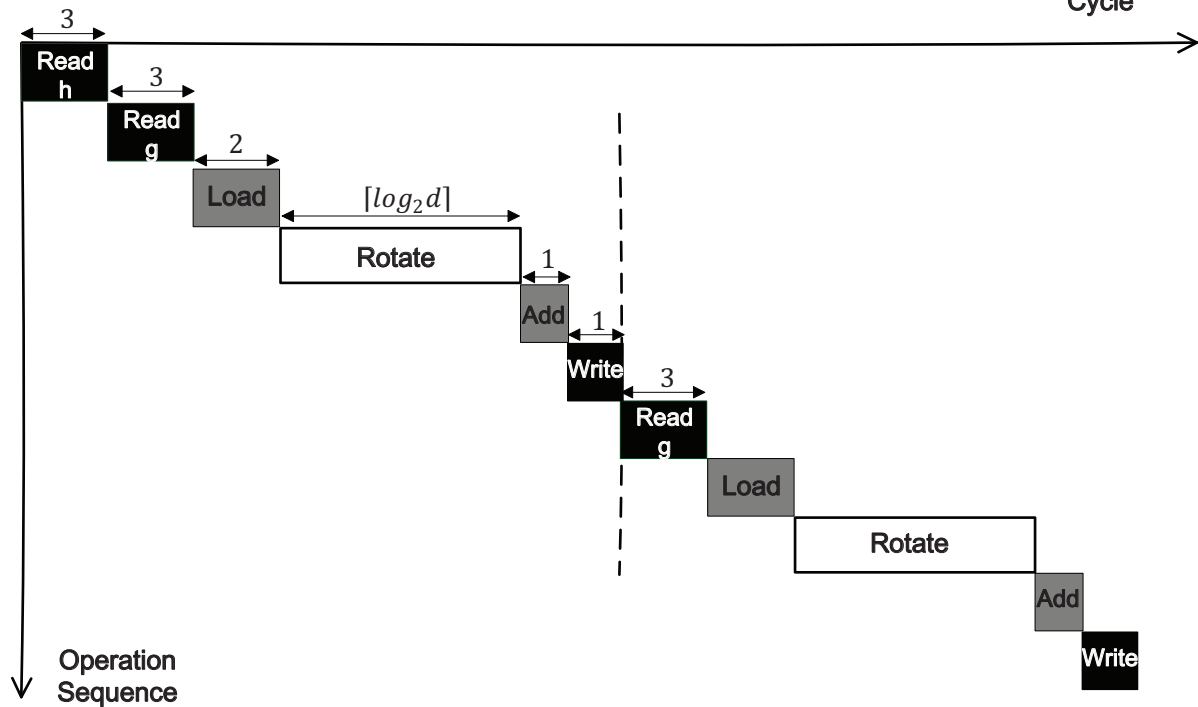 Cycle
3
Read
h
3
Read
g
2
Load
⌈log₂d⌉
Rotate
1
Add
1
Write
3
Read
g
Load
Rotate
Add
Write
Operation
Sequence